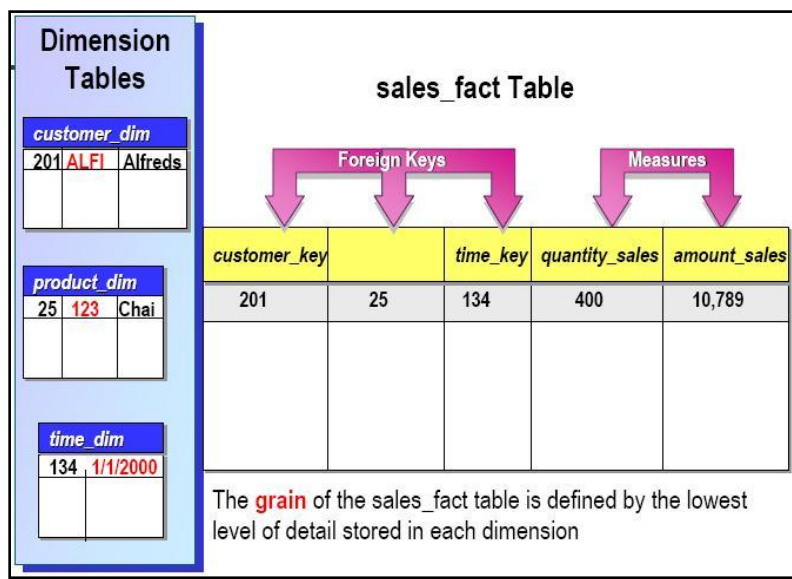 Dimension
Tables
customer_dim
201 ALFI Alfreds
product_dim
25 123 Chai
time_dim
134 1/1/2000
sales_fact Table
Foreign Keys
Measures
customer_key time_key quantity_sales amount_sales
201 25 134 400 10,789
The grain of the sales_fact table is defined by the lowest
level of detail stored in each dimension